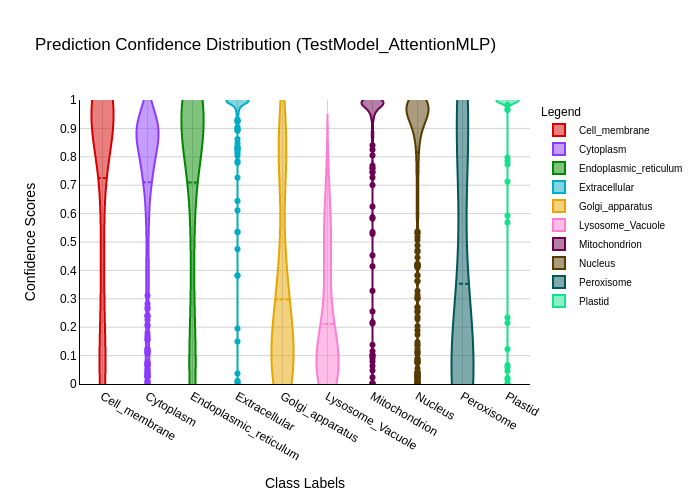 Prediction Confidence Distribution (TestModel_AttentionMLP)
Legend
Cell_membrane
Cytoplasm
Endoplasmic_reticulum
Extracellular
Golgi_apparatus
Lysosome_Vacuole
Mitochondrion
Nucleus
Peroxisome
Plastid
Confidence Scores
1
0.9
0.8
0.7
0.6
0.5
0.4
0.3
0.2
0.1
0
Cell_membrane
Cytoplasm
Endoplasmic_reticulum
Extracellular
Golgi_apparatus
Lysosome_Vacuole
Mitochondrion
Nucleus
Peroxisome
Plastid
Class Labels